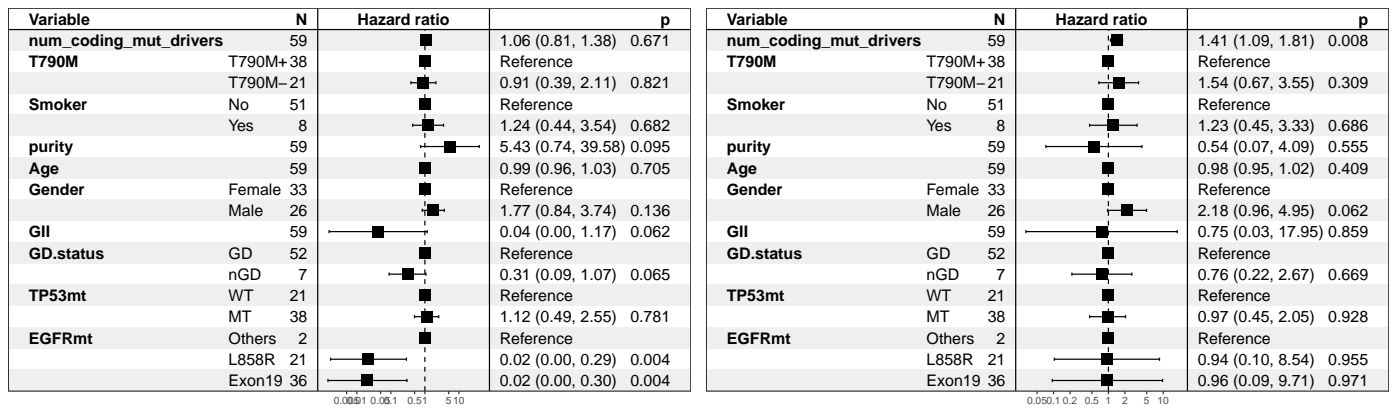 Variable N Hazard ratio p
num_coding_mut_drivers 59 1.06 (0.81, 1.38) 0.671
T790M T790M+ 38 Reference
T790M− 21 0.91 (0.39, 2.11) 0.821
Smoker No 51 Reference
Yes 8 1.24 (0.44, 3.54) 0.682
purity 59 5.43 (0.74, 39.58) 0.095
Age 59 0.99 (0.96, 1.03) 0.705
Gender Female 33 Reference
Male 26 1.77 (0.84, 3.74) 0.136
GII 59 0.04 (0.00, 1.17) 0.062
GD.status GD 52 Reference
nGD 7 0.31 (0.09, 1.07) 0.065
TP53mt WT 21 Reference
MT 38 1.12 (0.49, 2.55) 0.781
EGFRmt Others 2 Reference
L858R 21 0.02 (0.00, 0.29) 0.004
Exon19 36 0.02 (0.00, 0.30) 0.004
0.51 5 10
Variable N Hazard ratio p
num_coding_mut_drivers 59 1.41 (1.09, 1.81) 0.008
T790M T790M+ 38 Reference
T790M− 21 1.54 (0.67, 3.55) 0.309
Smoker No 51 Reference
Yes 8 1.23 (0.45, 3.33) 0.686
purity 59 0.54 (0.07, 4.09) 0.555
Age 59 0.98 (0.95, 1.02) 0.409
Gender Female 33 Reference
Male 26 2.18 (0.96, 4.95) 0.062
GII 59 0.75 (0.03, 17.95) 0.859
GD.status GD 52 Reference
nGD 7 0.76 (0.22, 2.67) 0.669
TP53mt WT 21 Reference
MT 38 0.97 (0.45, 2.05) 0.928
EGFRmt Others 2 Reference
L858R 21 0.94 (0.10, 8.54) 0.955
Exon19 36 0.96 (0.09, 9.71) 0.971
0.05 0.1 0.2 0.5 1 2 5 10